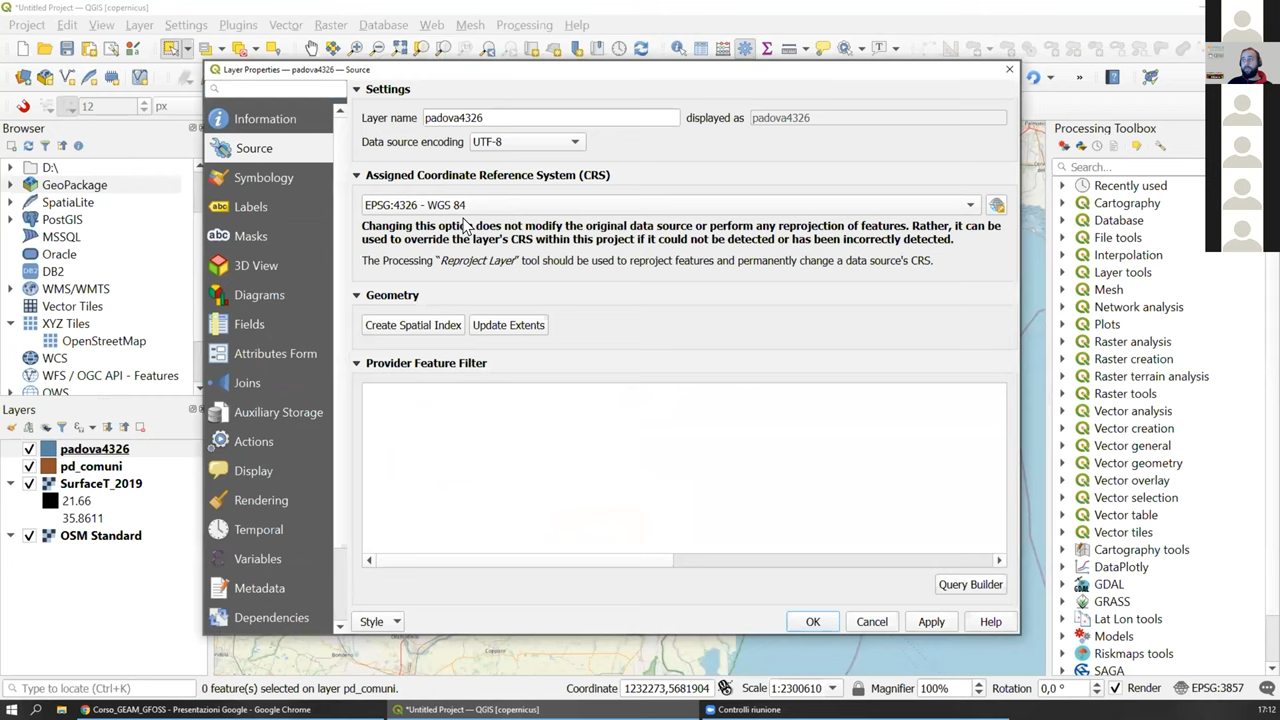 *Untitled Project — QGIS [copernicus]
Project Edit View Layer Settings Plugins Vector Raster Database Web Mesh Processing Help
12 px
»
Browser
D:\
GeoPackage
SpatiaLite
PostGIS
MSSQL
Oracle
DB2
WMS/WMTS
Vector Tiles
XYZ Tiles
OpenStreetMap
WCS
WFS / OGC API - Features
OWS
Layers
padova4326
pd_comuni
SurfaceT_2019
21.66
35.8611
OSM Standard
Layer Properties — padova4326 — Source
Information
Source
Symbology
Labels
Masks
3D View
Diagrams
Fields
Attributes Form
Joins
Auxiliary Storage
Actions
Display
Rendering
Temporal
Variables
Metadata
Dependencies
Settings
Layer name padova4326 displayed as padova4326
Data source encoding UTF-8
Assigned Coordinate Reference System (CRS)
EPSG:4326 - WGS 84
Changing this option does not modify the original data source or perform any reprojection of features. Rather, it can be
used to override the layer's CRS within this project if it could not be detected or has been incorrectly detected.
The Processing "Reproject Layer" tool should be used to reproject features and permanently change a data source's CRS.
Geometry
Create Spatial Index Update Extents
Provider Feature Filter
Query Builder
Style OK Cancel Apply Help
Processing Toolbox
Search...
Recently used
Cartography
Database
File tools
Interpolation
Layer tools
Mesh
Network analysis
Plots
Raster analysis
Raster creation
Raster terrain analysis
Raster tools
Vector analysis
Vector creation
Vector general
Vector geometry
Vector overlay
Vector selection
Vector table
Vector tiles
Cartography tools
DataPlotly
GDAL
GRASS
Lat Lon tools
Models
Riskmaps tools
SAGA
Type to locate (Ctrl+K) 0 feature(s) selected on layer pd_comuni. Coordinate 1232273,5681904 Scale 1:2300610 Magnifier 100% Rotation 0,0 ° Render EPSG:3857
Corso_GEAM_GFOSS - Presentazioni Google - Google Chrome *Untitled Project — QGIS [copernicus] Controlli riunione 17:12